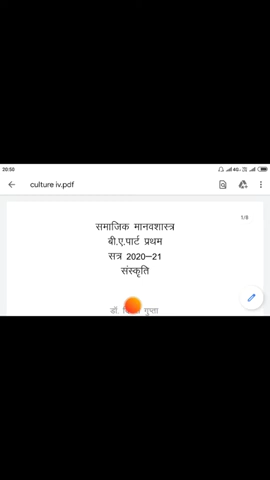 20:50
culture iv.pdf
1/8
समाजिक मानवशास्त्र
बी.ए.पार्ट प्रथम
सत्र 2020–21
संस्कृति
डॉ. गुप्ता